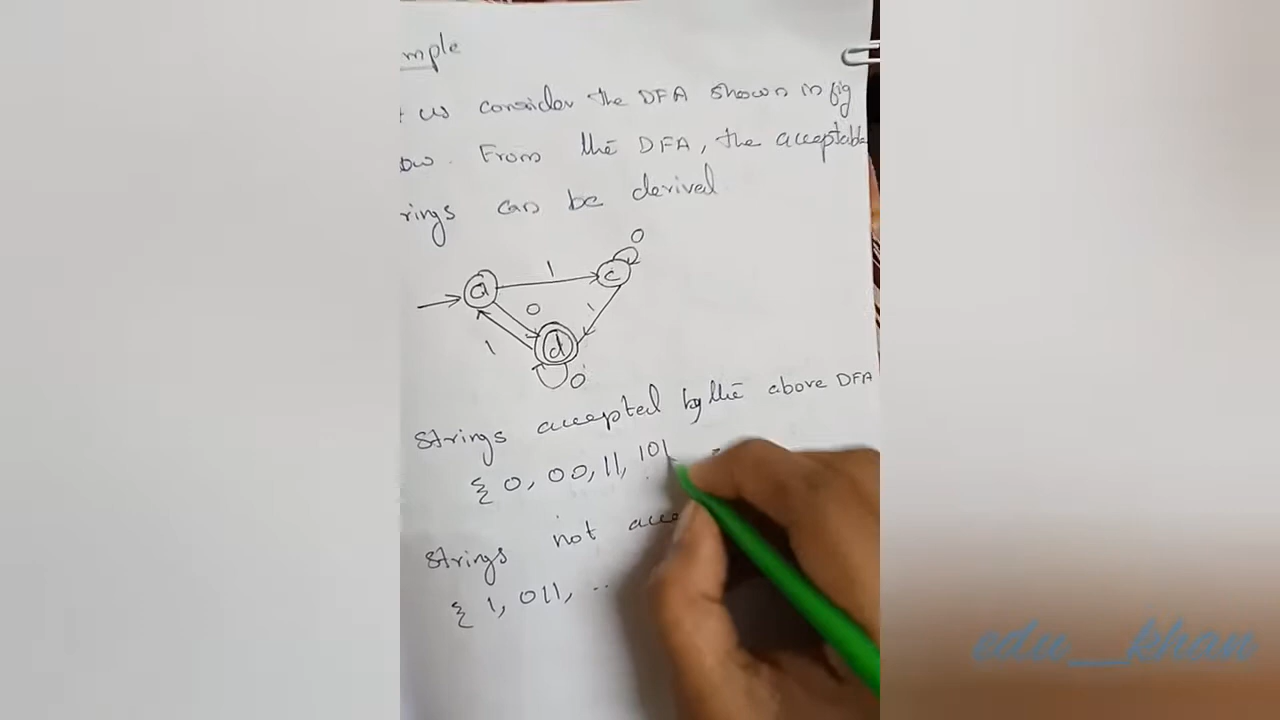 mple
us consider the DFA shown in fig
ow. From the DFA, the acceptable
rings can be derived
0
1
a
c
0
1
d
1
0
Strings accepted by the above DFA
{ 0, 00, 11, 101
Strings not acce
{ 1, 011, ..
edu__khan